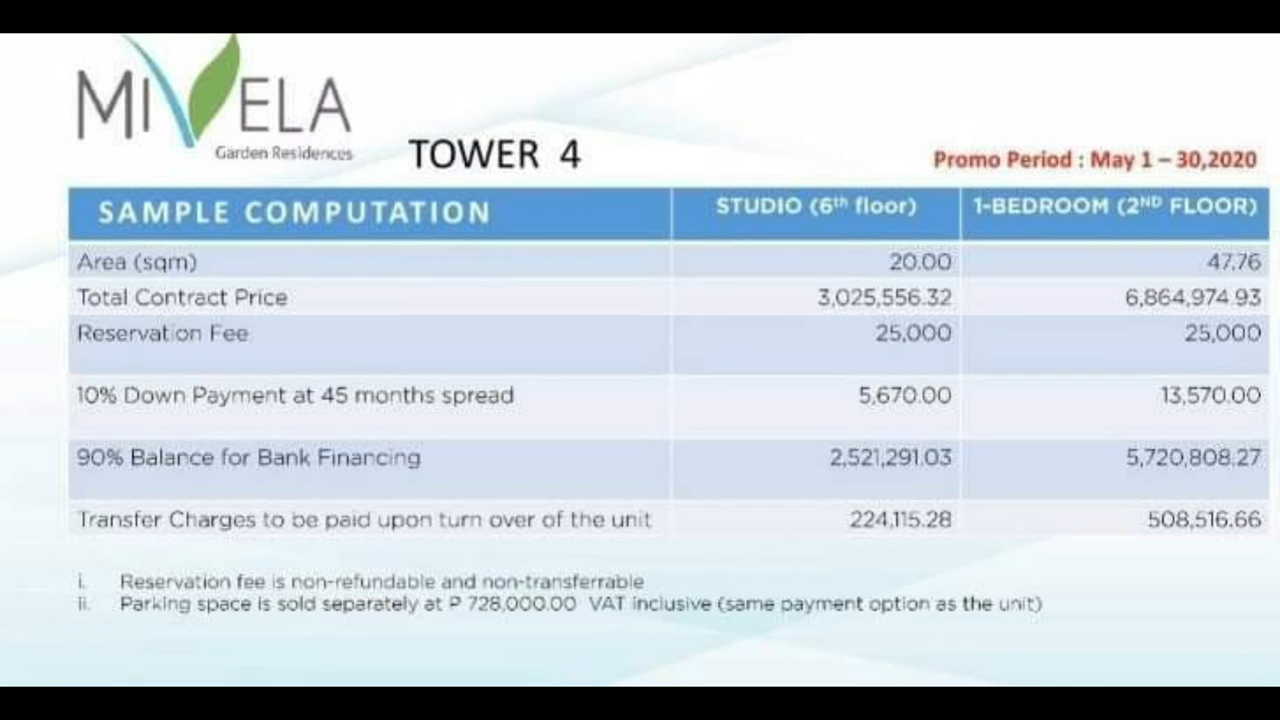 MIVELA
Garden Residences
TOWER 4
Promo Period : May 1 – 30,2020
SAMPLE COMPUTATION STUDIO (6th floor) 1-BEDROOM (2ND FLOOR)
Area (sqm) 20.00 47.76
Total Contract Price 3,025,556.32 6,864,974.93
Reservation Fee 25,000 25,000
10% Down Payment at 45 months spread 5,670.00 13,570.00
90% Balance for Bank Financing 2,521,291.03 5,720,808.27
Transfer Charges to be paid upon turn over of the unit 224,115.28 508,516.66
i. Reservation fee is non-refundable and non-transferrable
ii. Parking space is sold separately at P 728,000.00 VAT inclusive (same payment option as the unit)